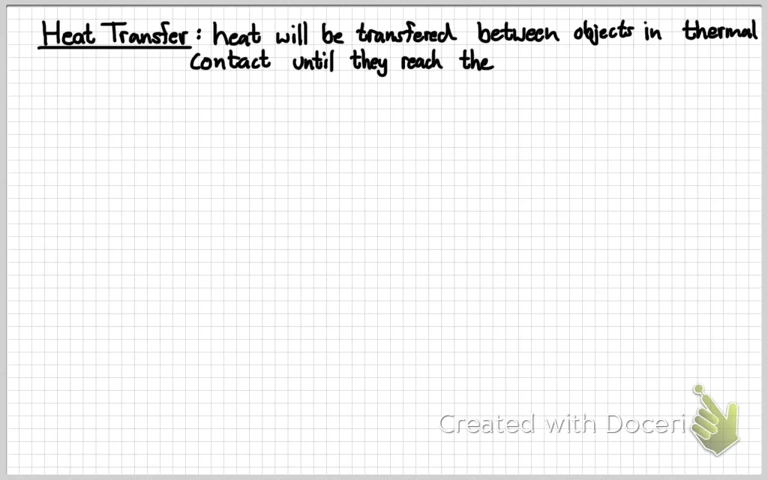 Heat Transfer : heat will be transfered between objects in thermal
contact until they reach the
Created with Doceri